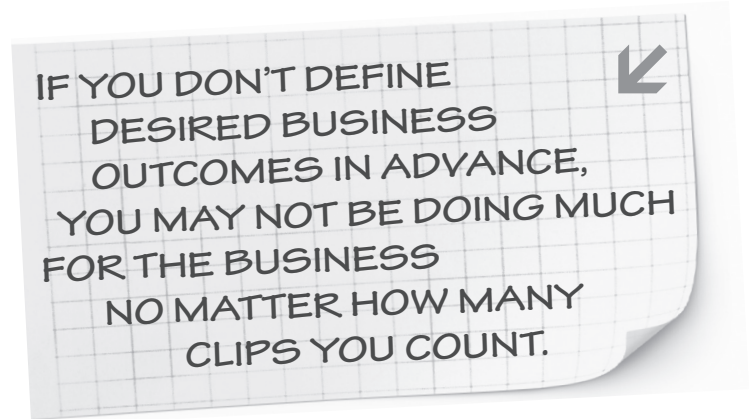 IF YOU DON'T DEFINE
DESIRED BUSINESS
OUTCOMES IN ADVANCE,
YOU MAY NOT BE DOING MUCH
FOR THE BUSINESS
NO MATTER HOW MANY
CLIPS YOU COUNT.